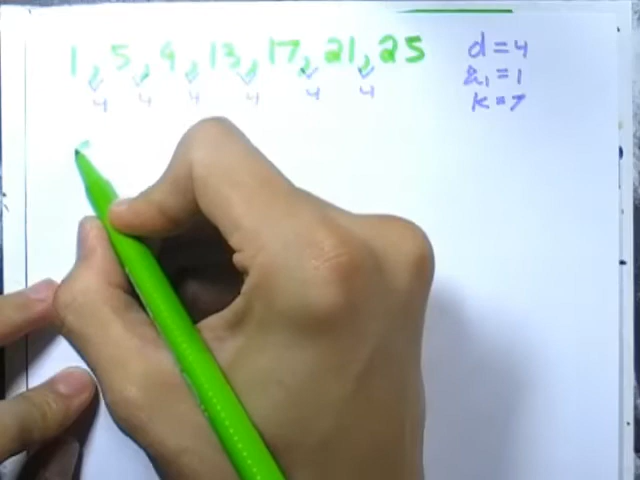 1, 5, 9, 13, 17, 21, 25
4 4 4 4 4 4
d=4
a₁=1
k=7